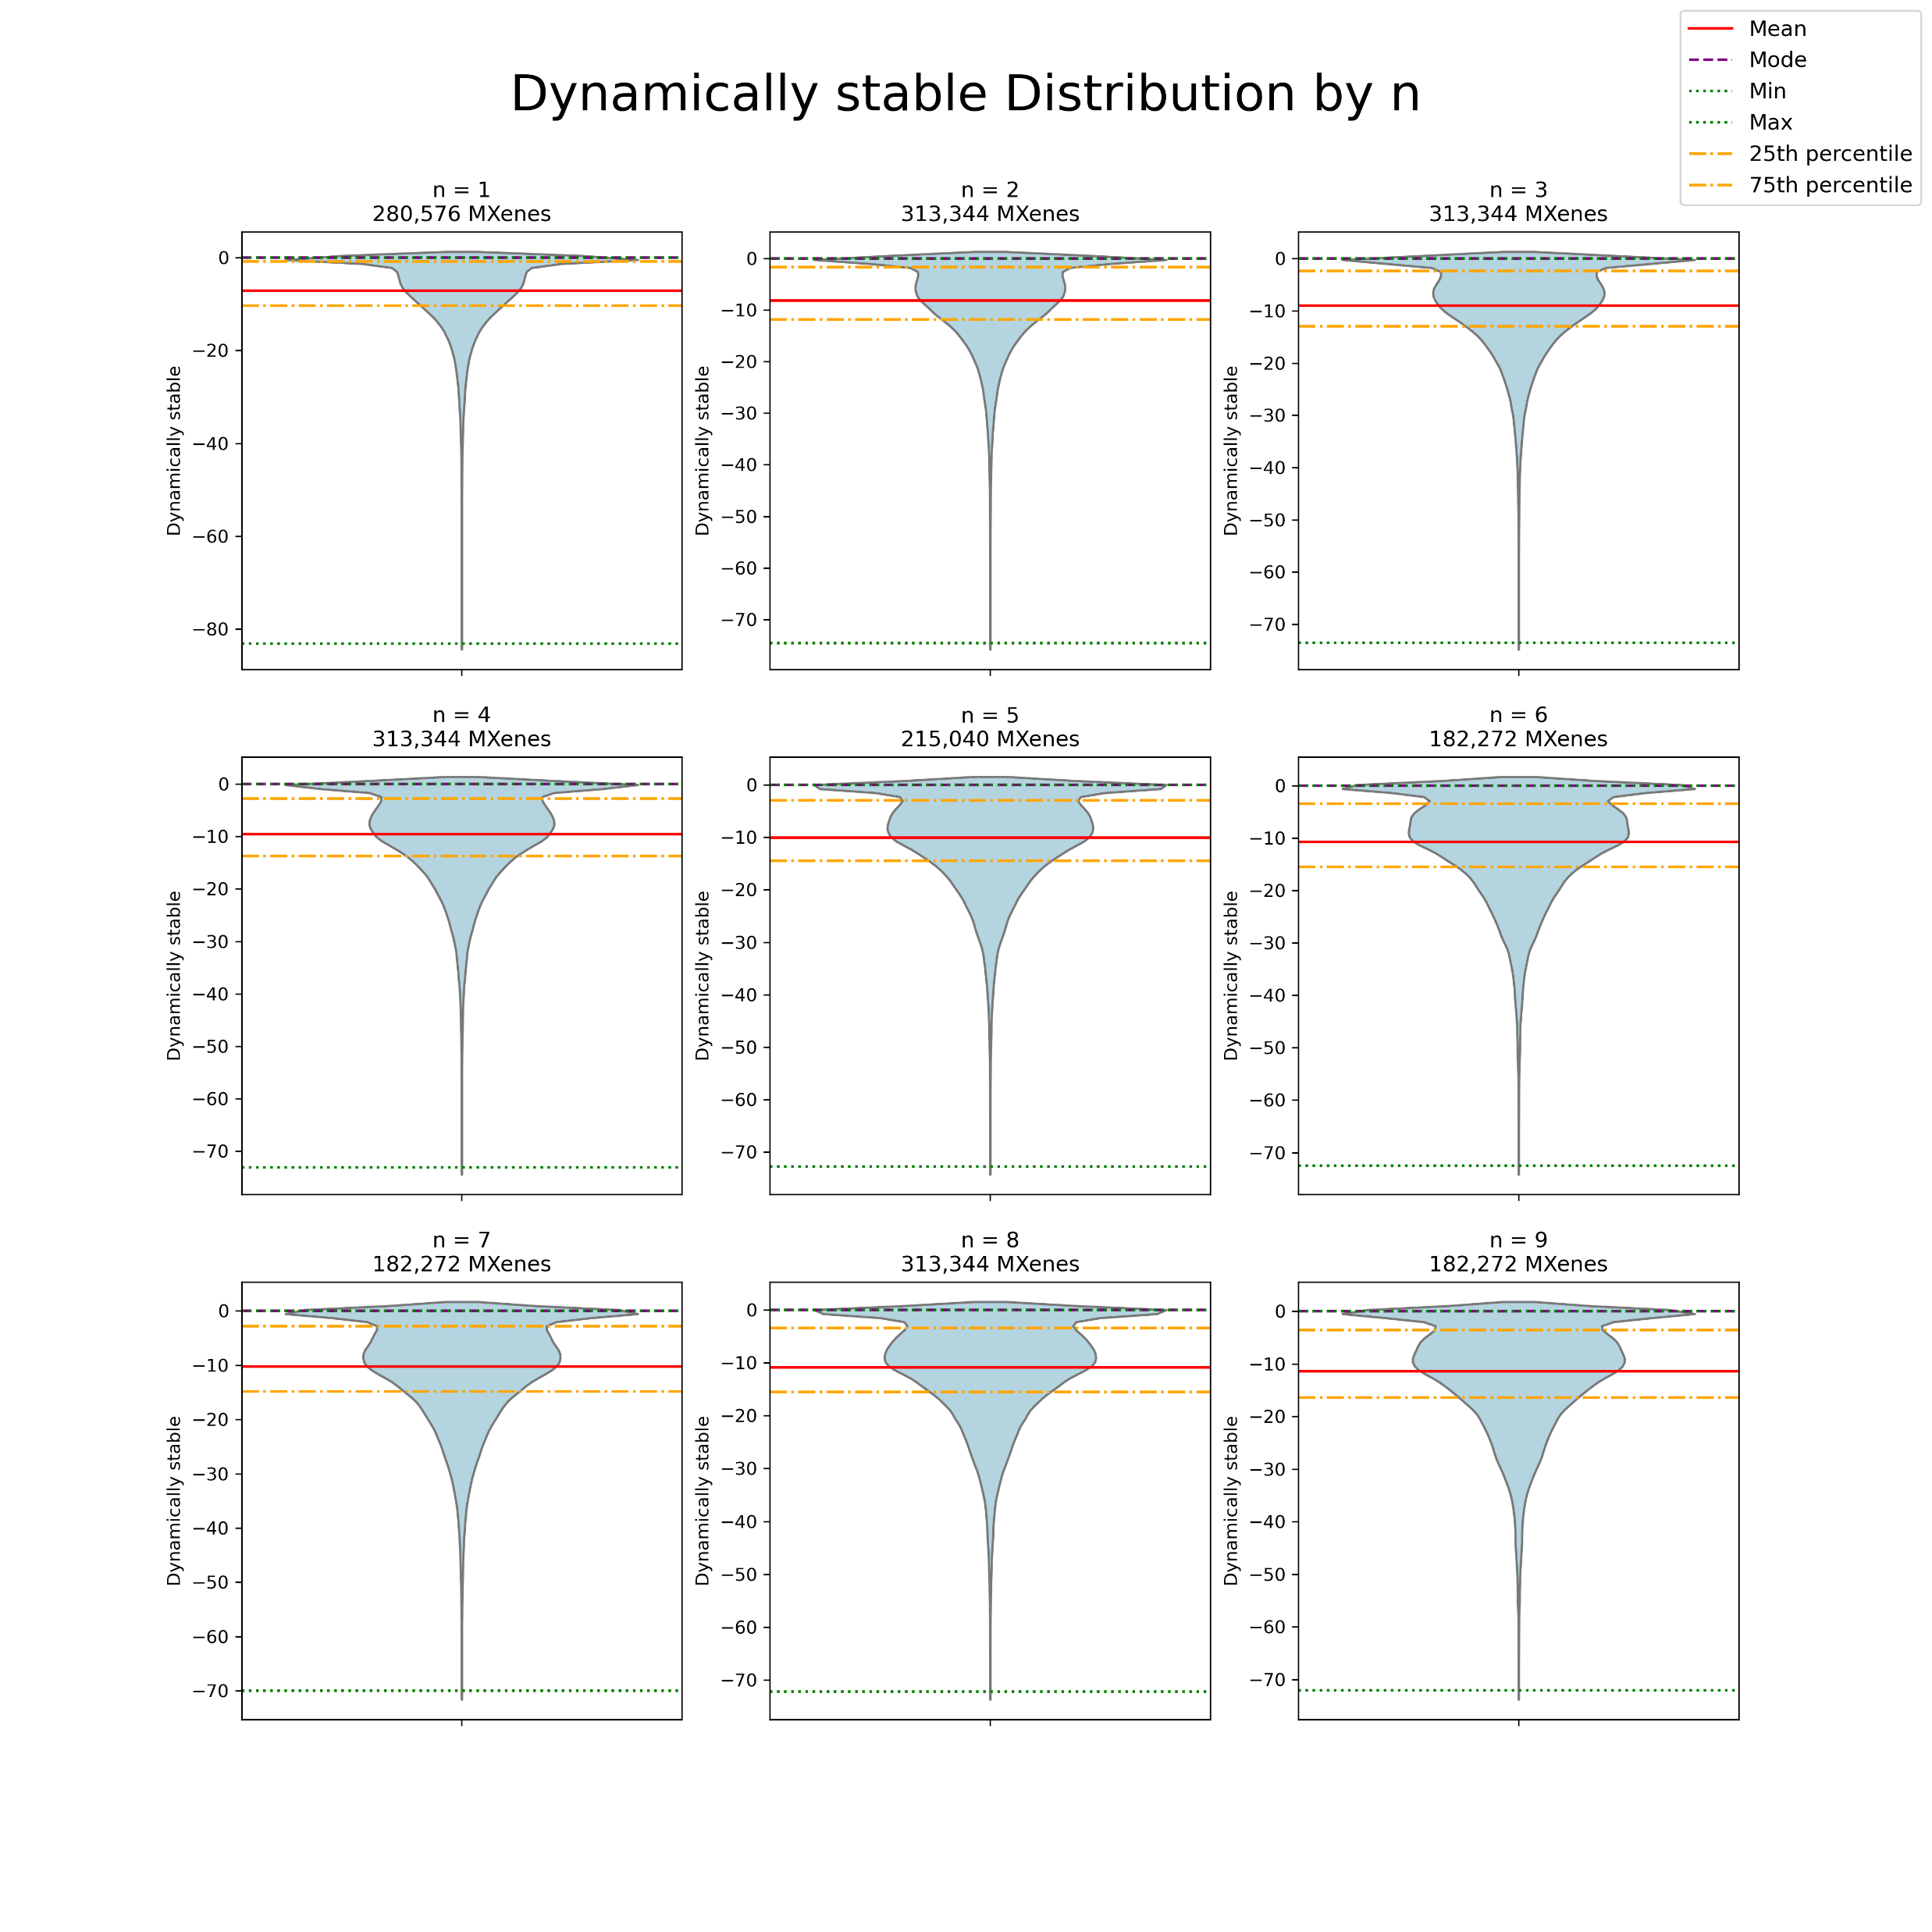 Mean
Mode
Min
Max
25th percentile
75th percentile
Dynamically stable Distribution by n
n = 1
280,576 MXenes
n = 2
313,344 MXenes
n = 3
313,344 MXenes
Dynamically stable
0
−20
−40
−60
−80
Dynamically stable
0
−10
−20
−30
−40
−50
−60
−70
Dynamically stable
0
−10
−20
−30
−40
−50
−60
−70
n = 4
313,344 MXenes
n = 5
215,040 MXenes
n = 6
182,272 MXenes
Dynamically stable
0
−10
−20
−30
−40
−50
−60
−70
Dynamically stable
0
−10
−20
−30
−40
−50
−60
−70
Dynamically stable
0
−10
−20
−30
−40
−50
−60
−70
n = 7
182,272 MXenes
n = 8
313,344 MXenes
n = 9
182,272 MXenes
Dynamically stable
0
−10
−20
−30
−40
−50
−60
−70
Dynamically stable
0
−10
−20
−30
−40
−50
−60
−70
Dynamically stable
0
−10
−20
−30
−40
−50
−60
−70